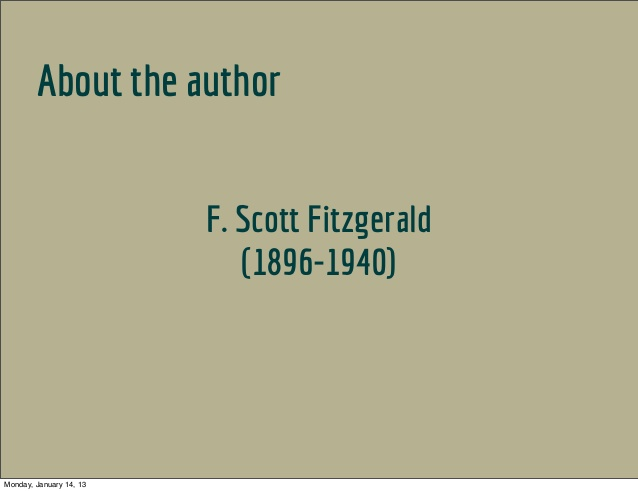 About the author
F. Scott Fitzgerald
(1896-1940)
Monday, January 14, 13